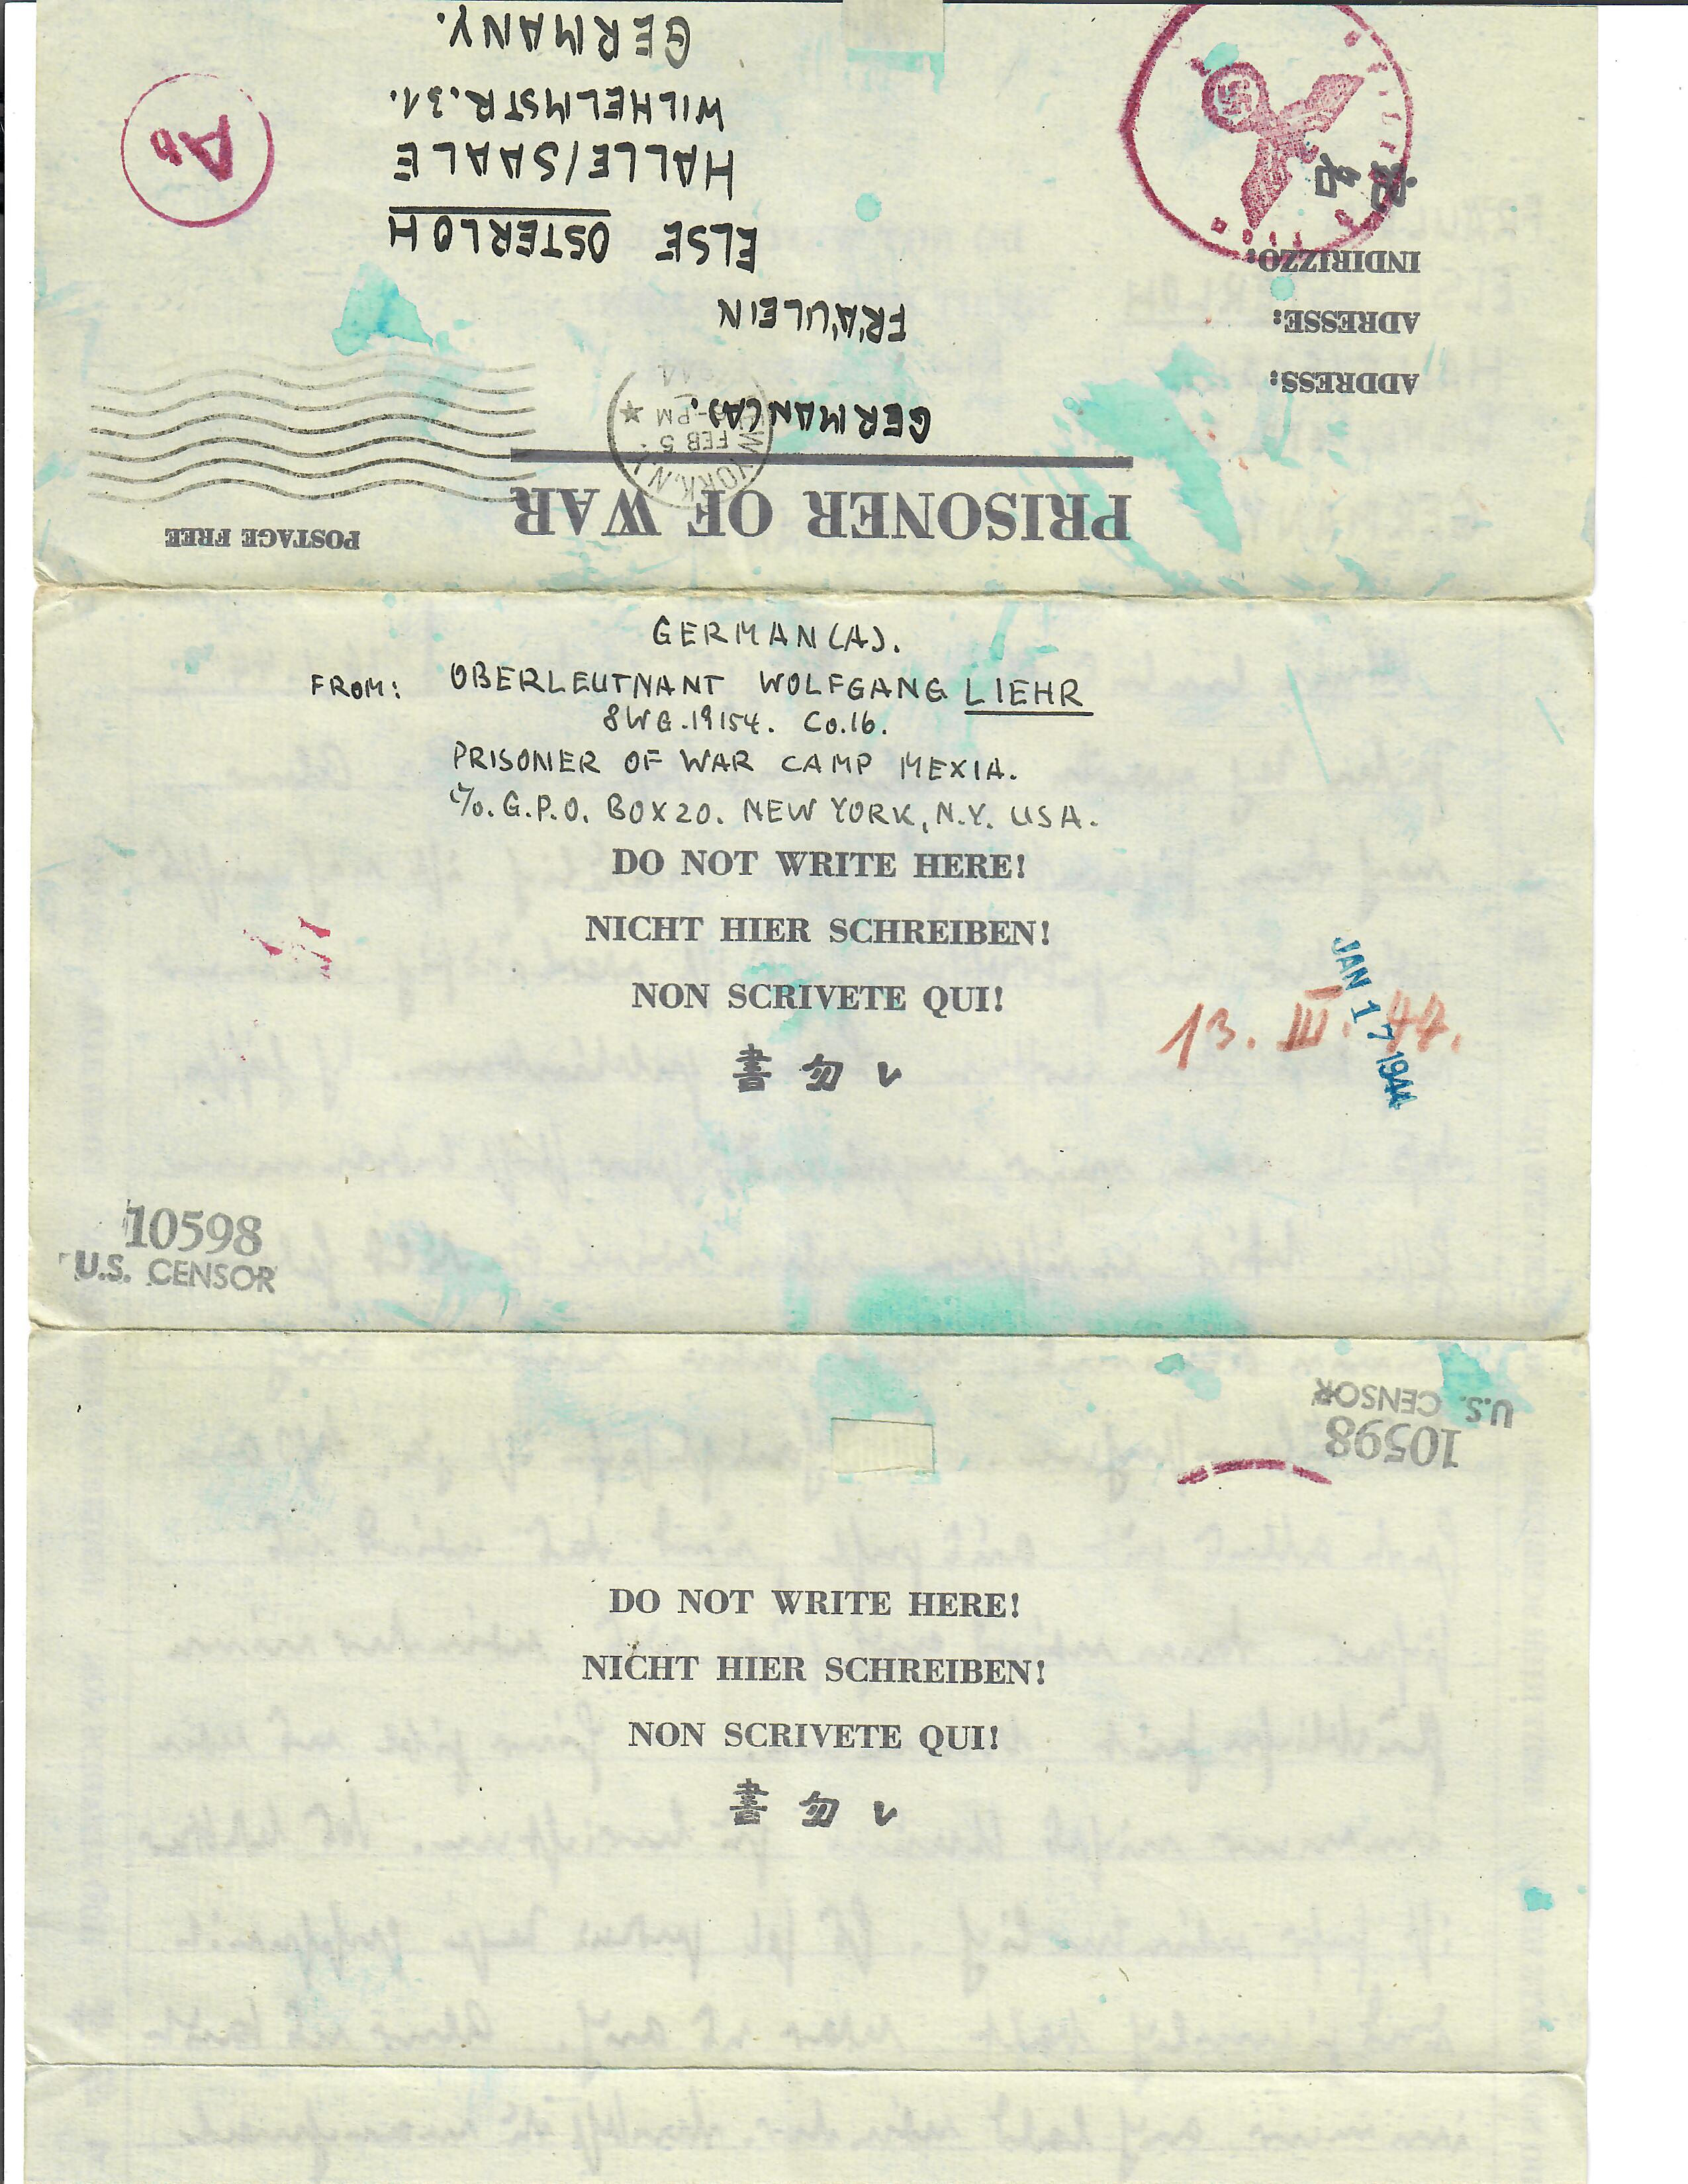 PRISONER OF WAR
POSTAGE FREE
GERMAN(A).
NEW YORK, N.Y.
FEB 5
PM
ADDRESS:
ADRESSE:
INDIRIZZO:
FRÄULEIN
ELSE OSTERLOH
HALLE/SAALE
WILHELMSTR.31.
GERMANY.
Ab
GERMAN(A).
FROM: OBERLEUTNANT WOLFGANG LIEHR
8WG.19154. Co.16.
PRISONER OF WAR CAMP MEXIA.
c/o. G.P.O. BOX 20. NEW YORK, N.Y. USA.
DO NOT WRITE HERE!
NICHT HIER SCHREIBEN!
NON SCRIVETE QUI!
書勿レ
JAN 17 1944
13. III. 44.
10598
U.S. CENSOR
10598
U.S. CENSOR
DO NOT WRITE HERE!
NICHT HIER SCHREIBEN!
NON SCRIVETE QUI!
書勿レ